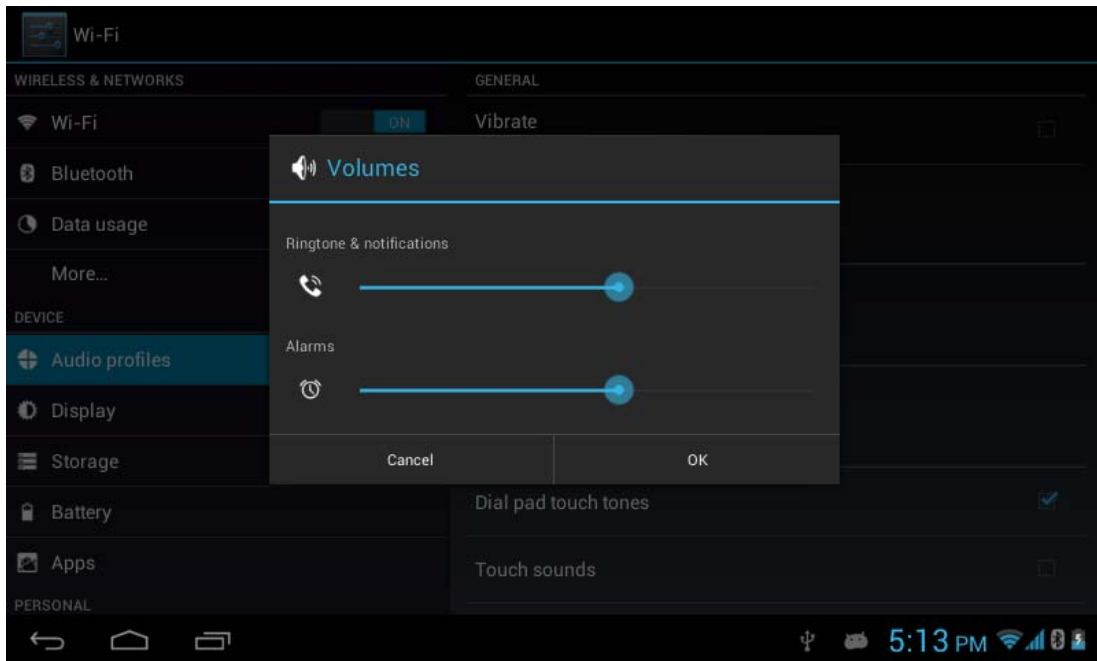 Wi-Fi
WIRELESS & NETWORKS
Wi-Fi
ON
Bluetooth
Data usage
More...
DEVICE
Audio profiles
Display
Storage
Battery
Apps
PERSONAL
GENERAL
Vibrate
Volumes
Ringtone & notifications
Alarms
Cancel
OK
Dial pad touch tones
Touch sounds
5:13 PM